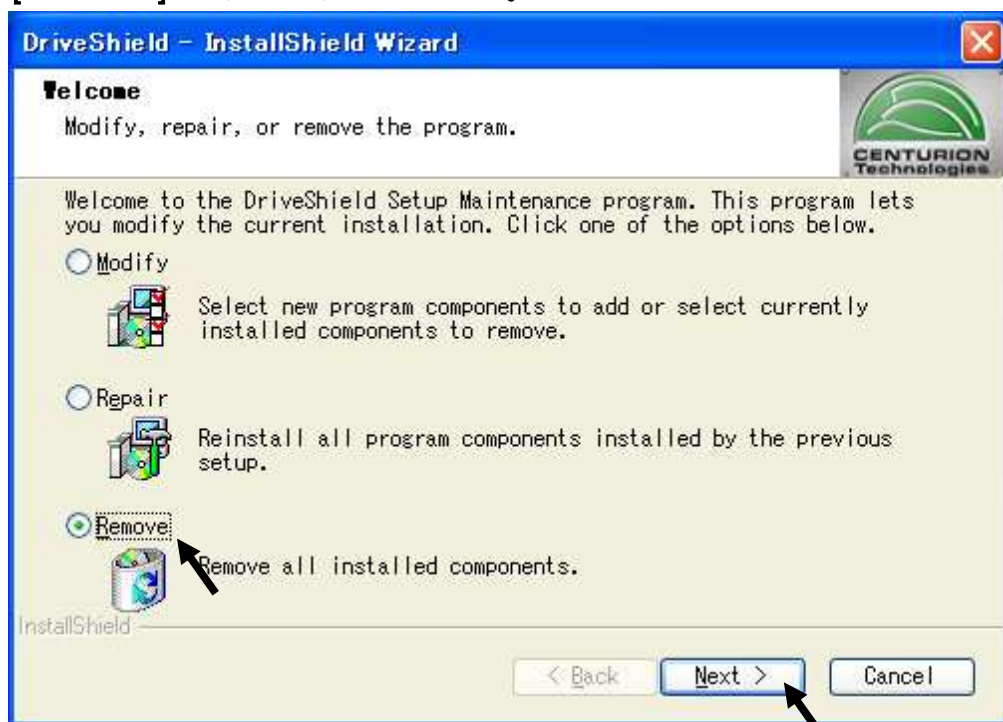 DriveShield - InstallShield Wizard
Welcome
Modify, repair, or remove the program.
CENTURION
Technologies
Welcome to the DriveShield Setup Maintenance program. This program lets
you modify the current installation. Click one of the options below.
Modify
Select new program components to add or select currently
installed components to remove.
Repair
Reinstall all program components installed by the previous
setup.
Remove
Remove all installed components.
InstallShield
< Back
Next >
Cancel